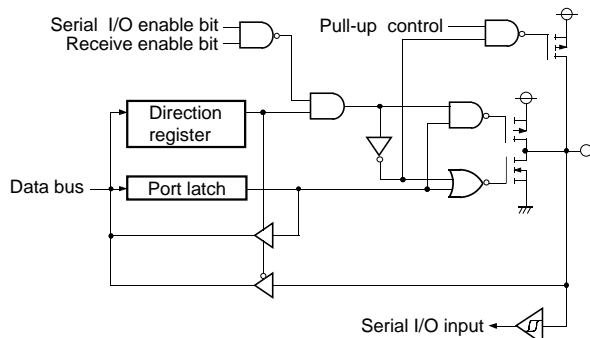 Serial I/O enable bit
Receive enable bit
Pull-up control
Direction
register
Data bus
Port latch
Serial I/O input